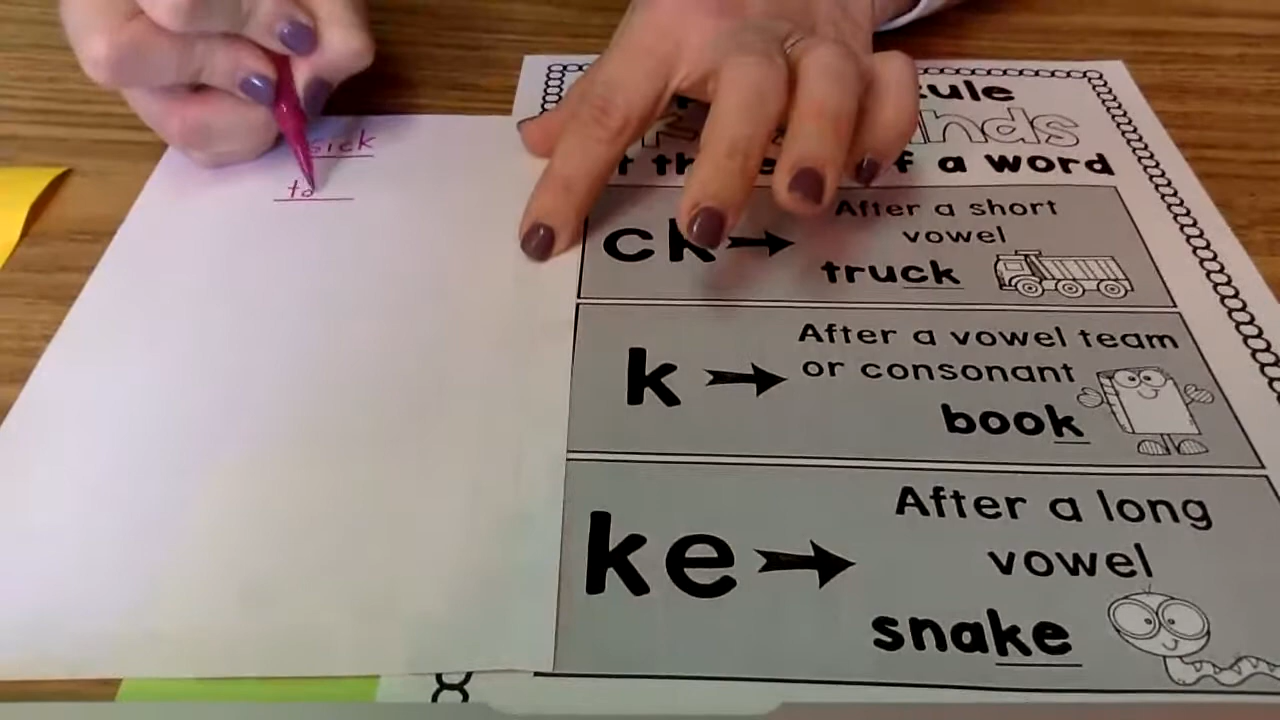 sick
to
of a word
ck → After a short
vowel
truck
k → After a vowel team
or consonant
book
ke → After a long
vowel
snake